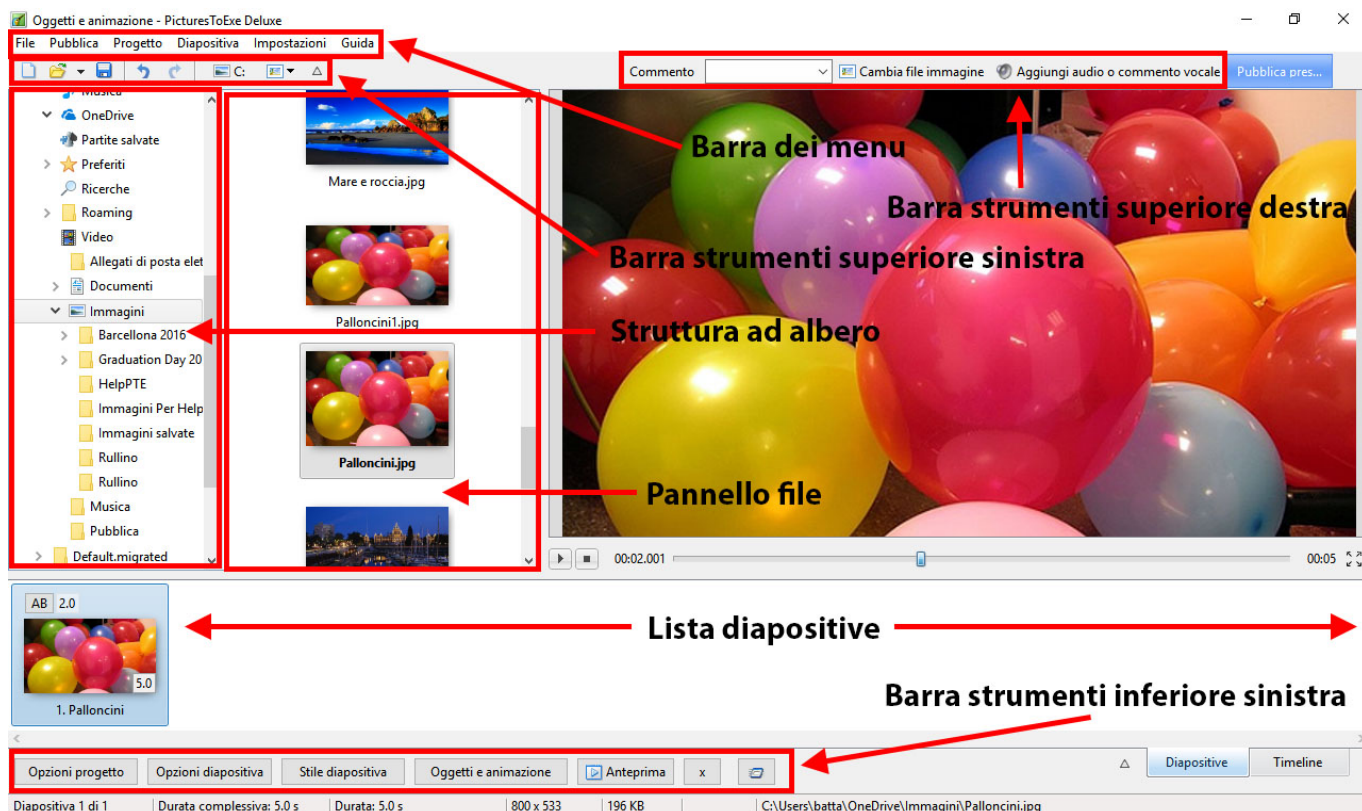 Oggetti e animazione - PicturesToExe Deluxe
File Pubblica Progetto Diapositiva Impostazioni Guida
C:
Commento
Cambia file immagine
Aggiungi audio o commento vocale
Pubblica pres...
Musica
OneDrive
Partite salvate
Preferiti
Ricerche
Roaming
Video
Allegati di posta elet
Documenti
Immagini
Barcellona 2016
Graduation Day 20
HelpPTE
Immagini Per Help
Immagini salvate
Rullino
Rullino
Musica
Pubblica
Default.migrated
Mare e roccia.jpg
Palloncini1.jpg
Palloncini.jpg
Barra dei menu
Barra strumenti superiore destra
Barra strumenti superiore sinistra
Struttura ad albero
Pannello file
00:02.001
00:05
AB 2.0
5.0
1. Palloncini
Lista diapositive
Barra strumenti inferiore sinistra
Opzioni progetto
Opzioni diapositiva
Stile diapositiva
Oggetti e animazione
Anteprima
x
Diapositive
Timeline
Diapositiva 1 di 1
Durata complessiva: 5.0 s
Durata: 5.0 s
800 x 533
196 KB
C:\Users\batta\OneDrive\Immagini\Palloncini.jpg